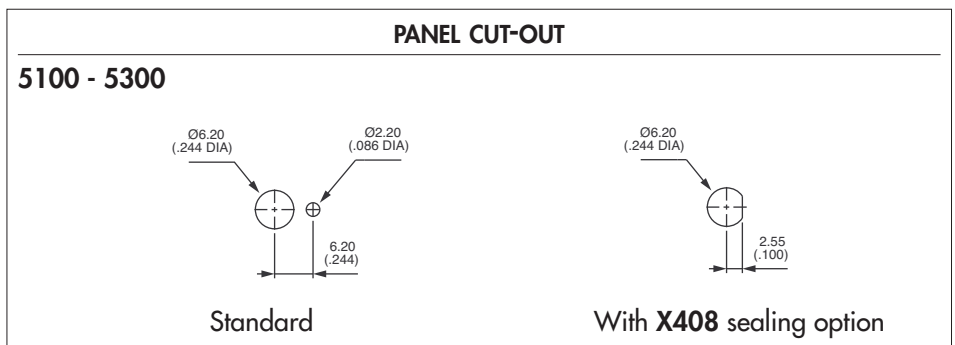 PANEL CUT-OUT
5100 - 5300
Ø6.20
(.244 DIA)
Ø2.20
(.086 DIA)
6.20
(.244)
Standard
Ø6.20
(.244 DIA)
2.55
(.100)
With X408 sealing option